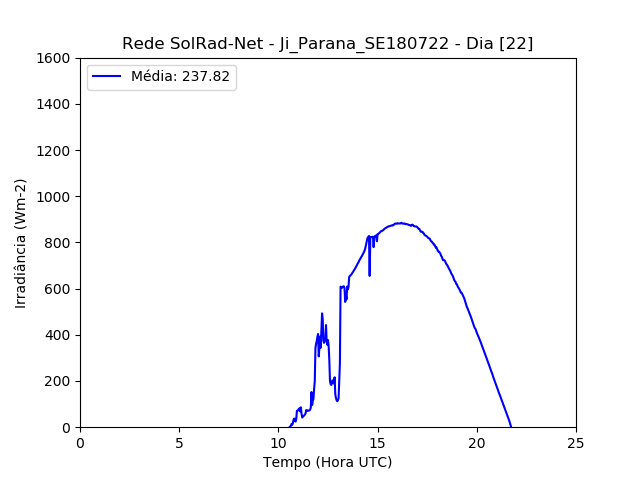 Rede SolRad-Net - Ji_Parana_SE180722 - Dia [22]
Média: 237.82
Irradiância (Wm-2)
1600
1400
1200
1000
800
600
400
200
0
0 5 10 15 20 25
Tempo (Hora UTC)